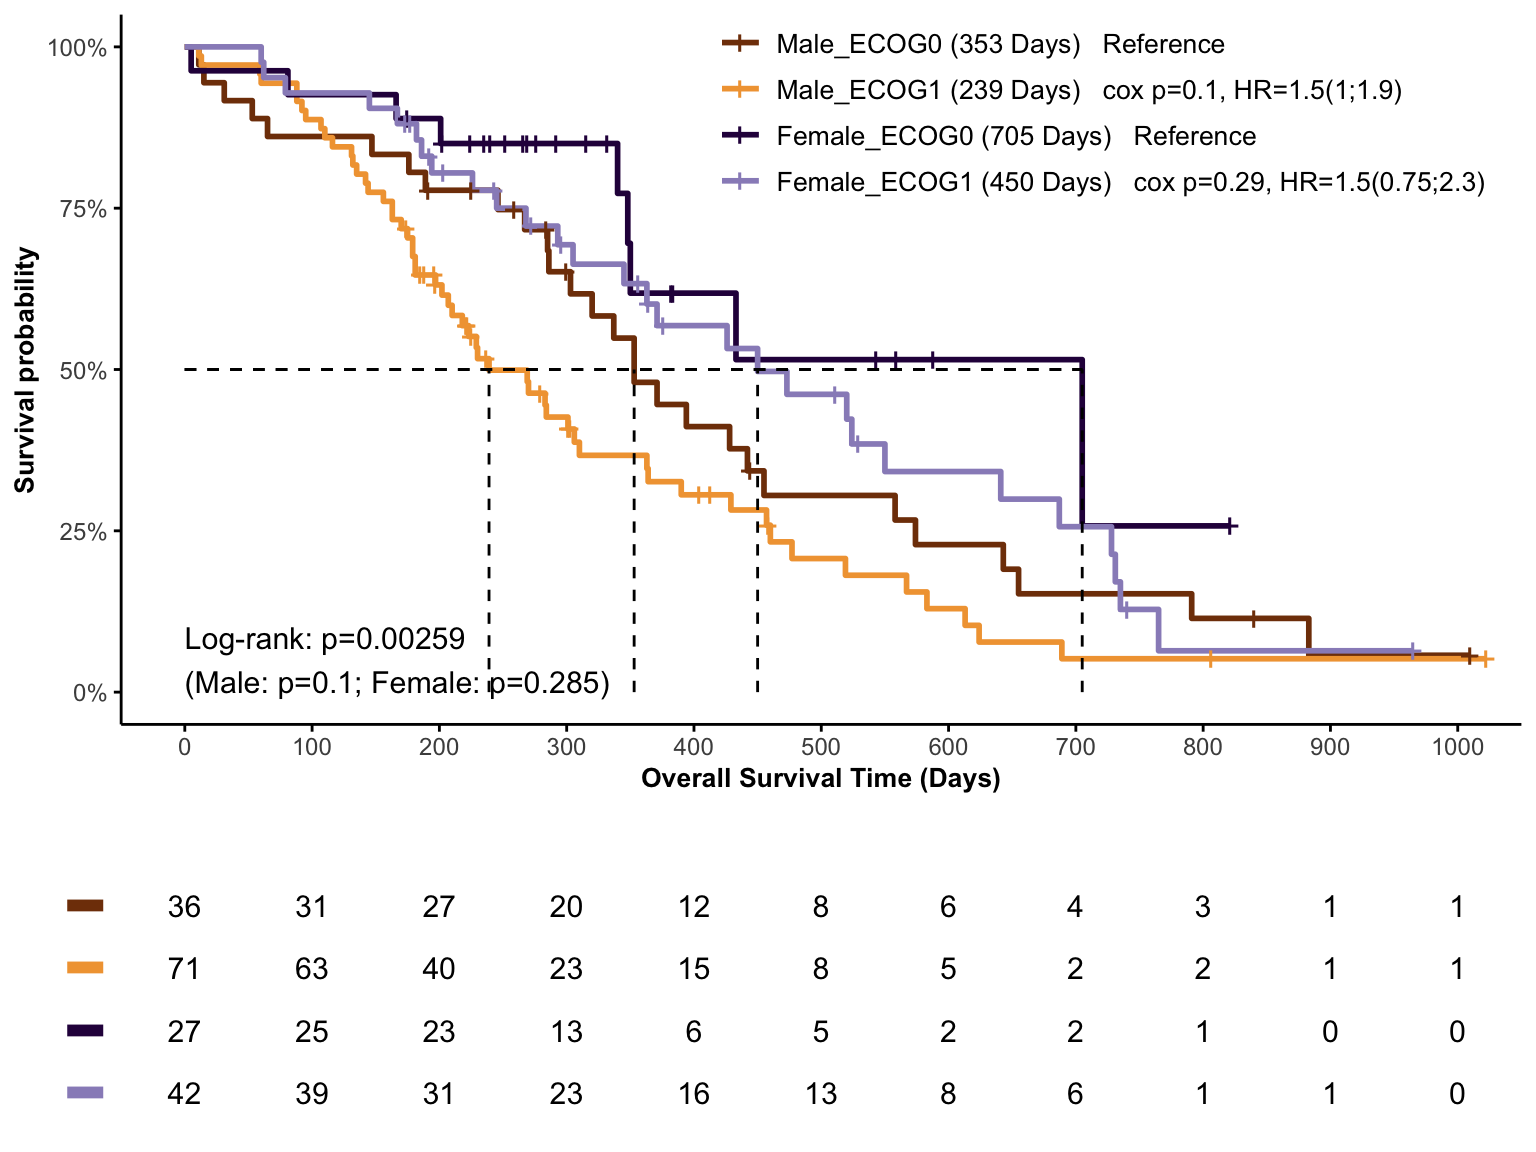 Male_ECOG0 (353 Days)   Reference
Male_ECOG1 (239 Days)   cox p=0.1, HR=1.5(1;1.9)
Female_ECOG0 (705 Days)   Reference
Female_ECOG1 (450 Days)   cox p=0.29, HR=1.5(0.75;2.3)
Survival probability
100%
75%
50%
25%
0%
Log-rank: p=0.00259
(Male: p=0.1; Female: p=0.285)
0 100 200 300 400 500 600 700 800 900 1000
Overall Survival Time (Days)
36 31 27 20 12 8 6 4 3 1 1
71 63 40 23 15 8 5 2 2 1 1
27 25 23 13 6 5 2 2 1 0 0
42 39 31 23 16 13 8 6 1 1 0